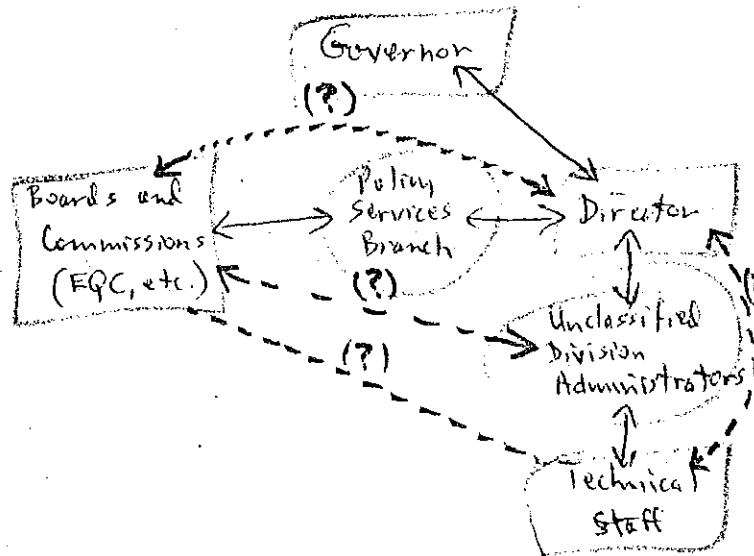 Governor
(?)
Boards and
Commissions
(EQC, etc.)
Policy
Services
Branch
Director
(?)
(?)
Unclassified
Division
Administrators
Technical
Staff